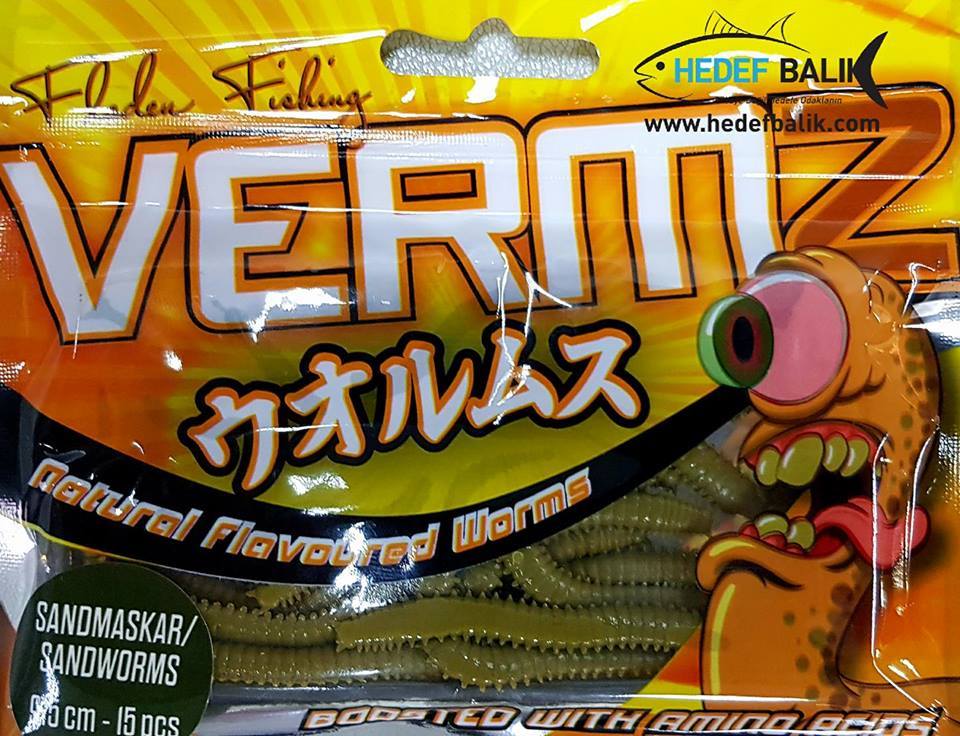 Fladen Fishing
HEDEF BALIK
www.hedefbalik.com
VERMZ
ウオルムス
Natural Flavoured Worms
SANDMASKAR/
SANDWORMS
cm - 15 pcs
BOOSTED WITH AMINO ACIDS